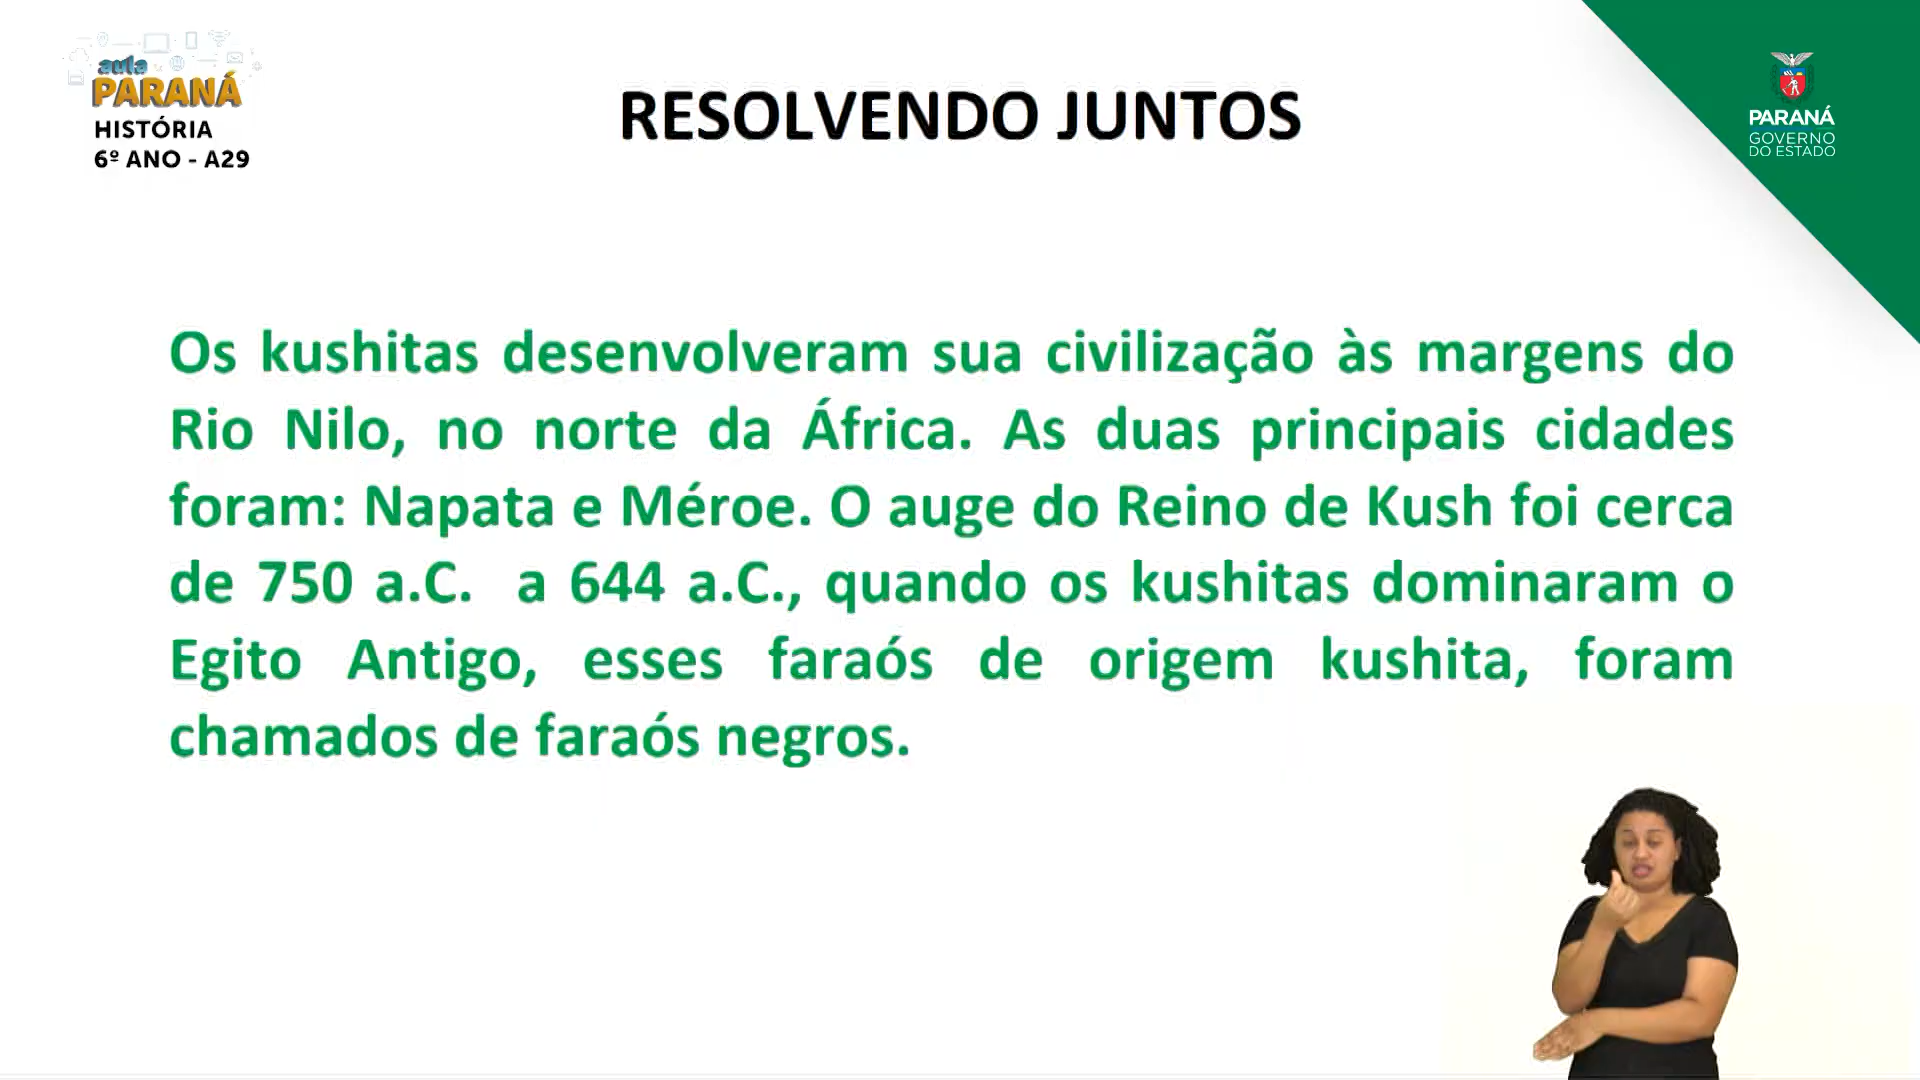 aula
PARANÁ
HISTÓRIA
6º ANO - A29
RESOLVENDO JUNTOS
PARANÁ
GOVERNO
DO ESTADO
Os kushitas desenvolveram sua civilização às margens do
Rio Nilo, no norte da África. As duas principais cidades
foram: Napata e Méroe. O auge do Reino de Kush foi cerca
de 750 a.C. a 644 a.C., quando os kushitas dominaram o
Egito Antigo, esses faraós de origem kushita, foram
chamados de faraós negros.